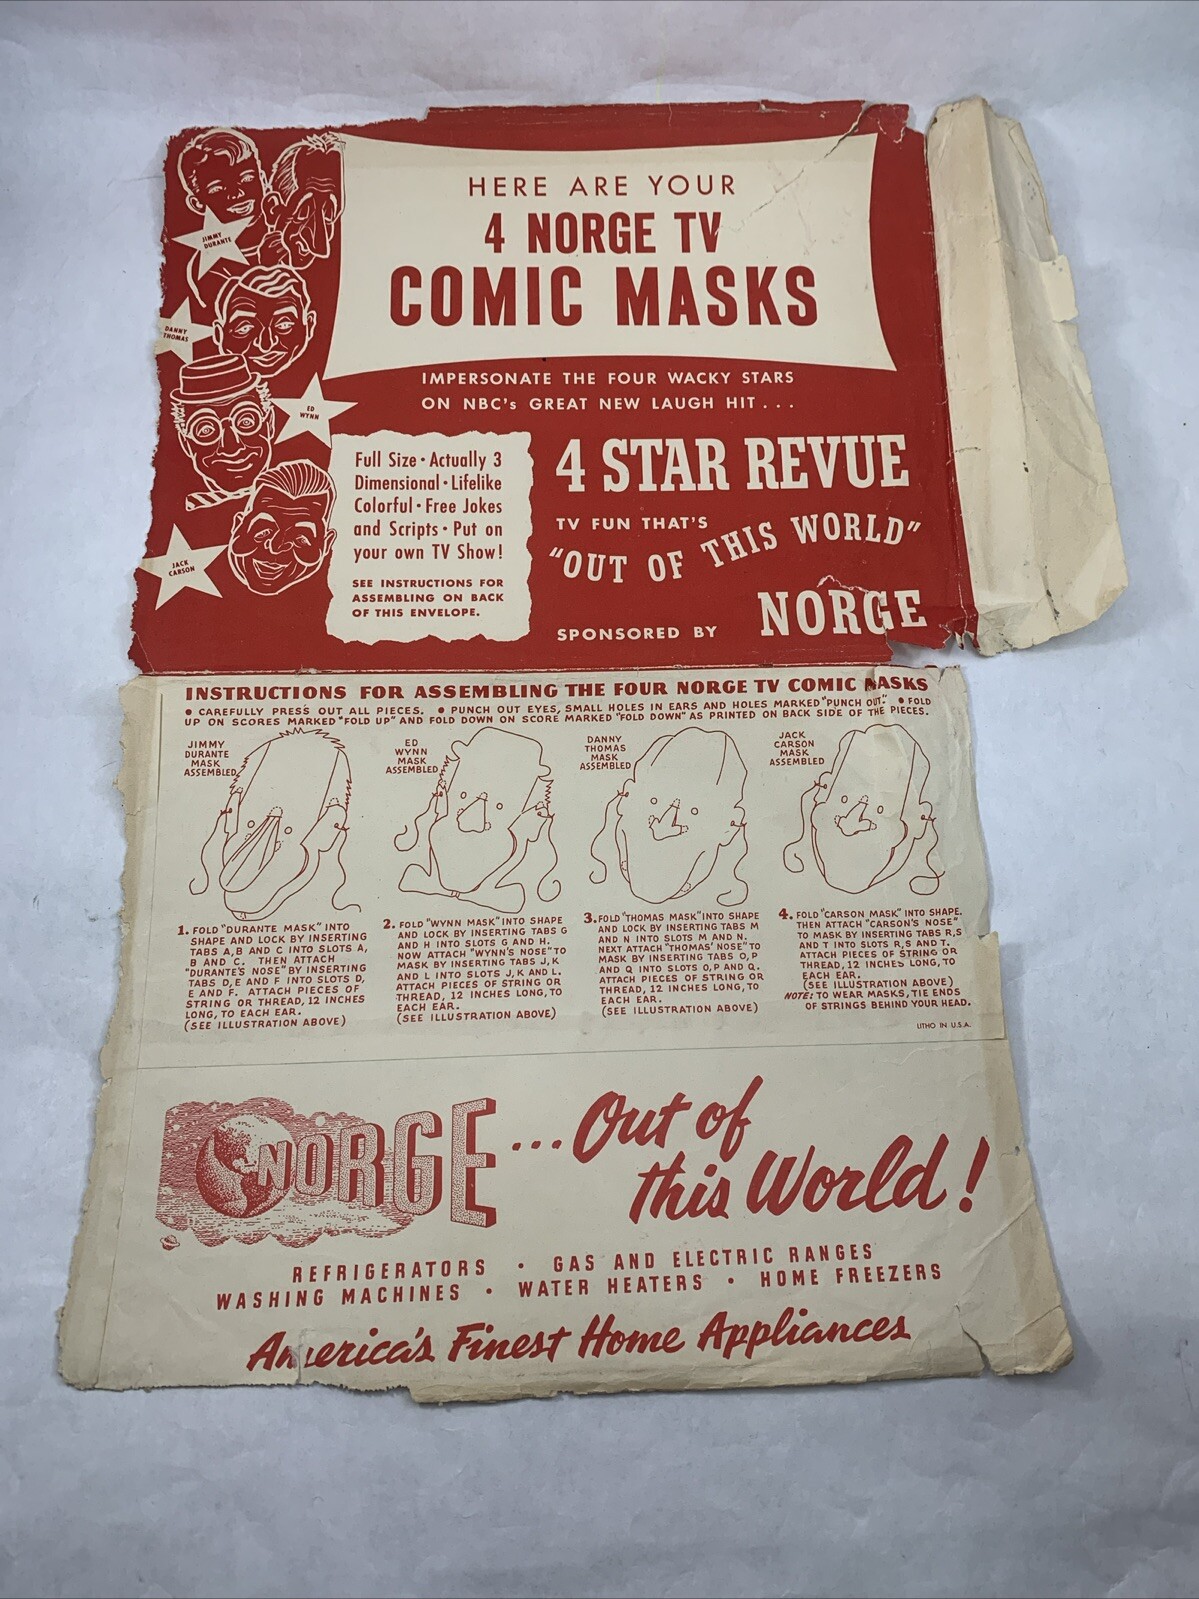 HERE ARE YOUR
4 NORGE TV
COMIC MASKS
IMPERSONATE THE FOUR WACKY STARS
ON NBC's GREAT NEW LAUGH HIT...
JIMMY
DURANTE
DANNY
THOMAS
ED
WYNN
JACK
CARSON
Full Size • Actually 3
Dimensional • Lifelike
Colorful • Free Jokes
and Scripts • Put on
your own TV Show!
SEE INSTRUCTIONS FOR
ASSEMBLING ON BACK
OF THIS ENVELOPE.
4 STAR REVUE
TV FUN THAT'S
"OUT OF THIS WORLD"
SPONSORED BY NORGE
INSTRUCTIONS FOR ASSEMBLING THE FOUR NORGE TV COMIC MASKS
• CAREFULLY PRESS OUT ALL PIECES. • PUNCH OUT EYES, SMALL HOLES IN EARS AND HOLES MARKED "PUNCH OUT." • FOLD
UP ON SCORES MARKED "FOLD UP" AND FOLD DOWN ON SCORE MARKED "FOLD DOWN" AS PRINTED ON BACK SIDE OF THE PIECES.
JIMMY
DURANTE
MASK
ASSEMBLED
ED
WYNN
MASK
ASSEMBLED
DANNY
THOMAS
MASK
ASSEMBLED
JACK
CARSON
MASK
ASSEMBLED
1. FOLD "DURANTE MASK" INTO
SHAPE AND LOCK BY INSERTING
TABS A,B AND C INTO SLOTS A,
B AND C. THEN ATTACH
"DURANTE'S NOSE" BY INSERTING
TABS D,E AND F INTO SLOTS D,
E AND F. ATTACH PIECES OF
STRING OR THREAD, 12 INCHES
LONG, TO EACH EAR.
(SEE ILLUSTRATION ABOVE)
2. FOLD "WYNN MASK" INTO SHAPE
AND LOCK BY INSERTING TABS G
AND H INTO SLOTS G AND H.
NOW ATTACH "WYNN'S NOSE" TO
MASK BY INSERTING TABS J,K
AND L INTO SLOTS J,K AND L.
ATTACH PIECES OF STRING OR
THREAD, 12 INCHES LONG, TO
EACH EAR.
(SEE ILLUSTRATION ABOVE)
3. FOLD "THOMAS MASK" INTO SHAPE
AND LOCK BY INSERTING TABS M
AND N INTO SLOTS M AND N.
NEXT ATTACH "THOMAS' NOSE" TO
MASK BY INSERTING TABS O,P
AND Q INTO SLOTS O,P AND Q.
ATTACH PIECES OF STRING OR
THREAD, 12 INCHES LONG, TO
EACH EAR.
(SEE ILLUSTRATION ABOVE)
4. FOLD "CARSON MASK" INTO SHAPE.
THEN ATTACH "CARSON'S NOSE"
TO MASK BY INSERTING TABS R,S
AND T INTO SLOTS R,S AND T.
ATTACH PIECES OF STRING OR
THREAD, 12 INCHES LONG, TO
EACH EAR.
(SEE ILLUSTRATION ABOVE)
NOTE: TO WEAR MASKS, TIE ENDS
OF STRINGS BEHIND YOUR HEAD.
LITHO IN U.S.A.
NORGE ... Out of
this World!
REFRIGERATORS • GAS AND ELECTRIC RANGES
WASHING MACHINES • WATER HEATERS • HOME FREEZERS
America's Finest Home Appliances